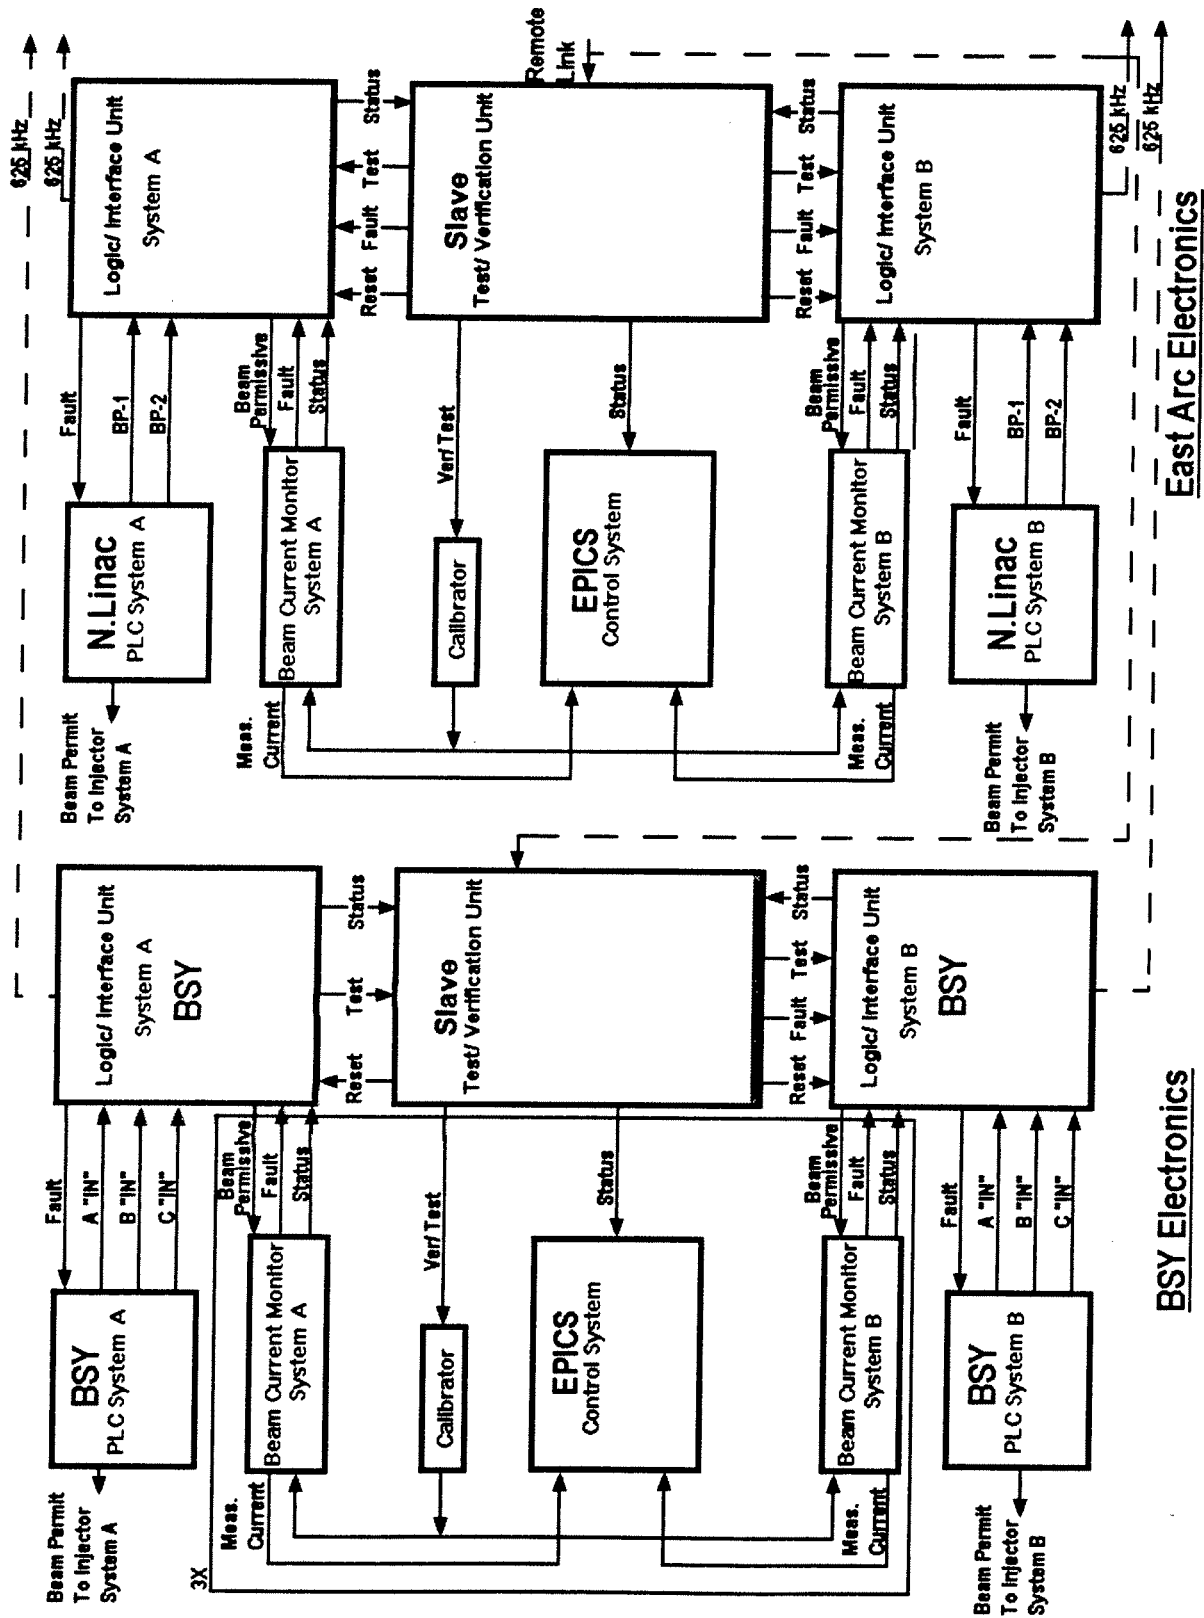 Beam Permit
To Injector
System A
BSY
PLC System A
Fault
A "IN"
B "IN"
C "IN"
Logic/ Interface Unit
System A
BSY
3X
Meas.
Current
Beam Current Monitor
System A
Beam
Permissive
Fault
Status
Reset
Test
Status
Calibrator
Ver/Test
Slave
Test/ Verification Unit
EPICS
Control System
Status
Reset
Fault
Test
Status
Meas.
Current
Beam Current Monitor
System B
Beam
Permissive
Fault
Status
Logic/ Interface Unit
System B
BSY
Beam Permit
To Injector
System B
BSY
PLC System B
Fault
A "IN"
B "IN"
C "IN"
BSY Electronics
625 kHz
625 kHz
Beam Permit
To Injector
System A
N.Linac
PLC System A
Fault
BP-1
BP-2
Logic/ Interface Unit
System A
Meas.
Current
Beam Current Monitor
System A
Beam
Permissive
Fault
Status
Reset
Fault
Test
Status
Calibrator
Ver/Test
Slave
Test/ Verification Unit
Remote
Link
EPICS
Control System
Status
Reset
Fault
Test
Status
Meas.
Current
Beam Current Monitor
System B
Beam
Permissive
Fault
Status
Logic/ Interface Unit
System B
Beam Permit
To Injector
System B
N.Linac
PLC System B
Fault
BP-1
BP-2
625 kHz
625 kHz
East Arc Electronics